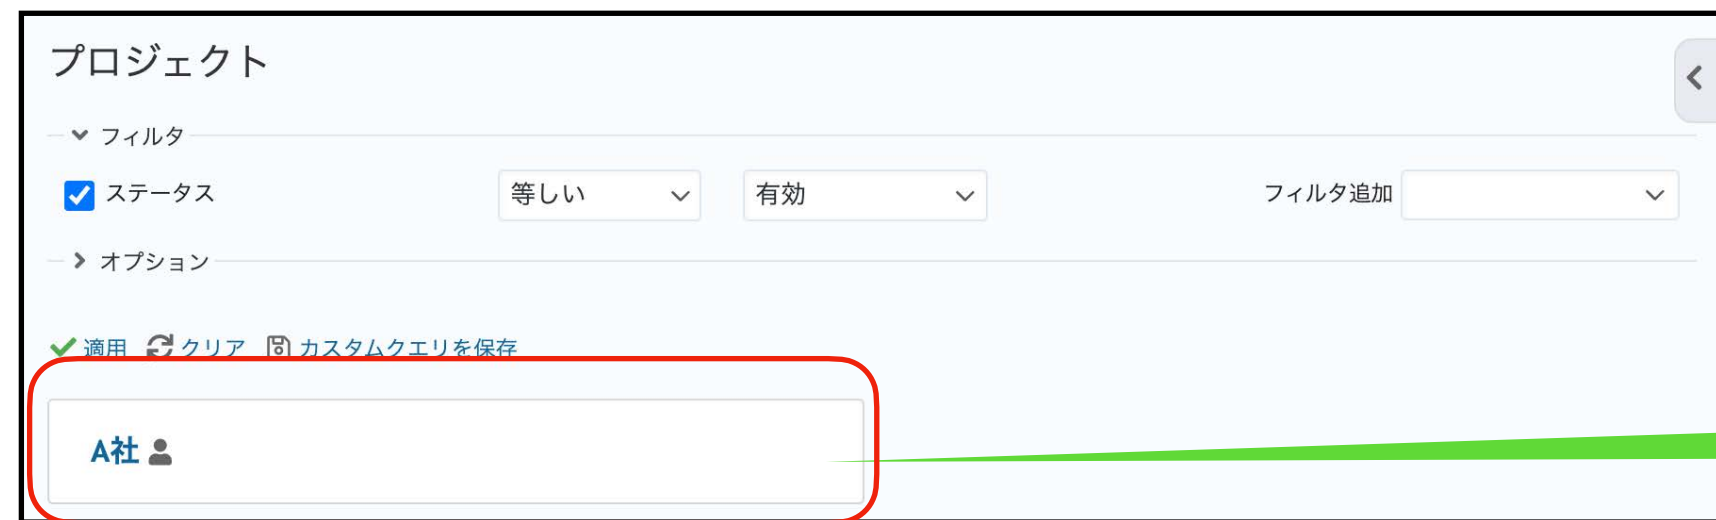 プロジェクト
フィルタ
ステータス 等しい 有効 フィルタ追加
オプション
適用 クリア カスタムクエリを保存
A社